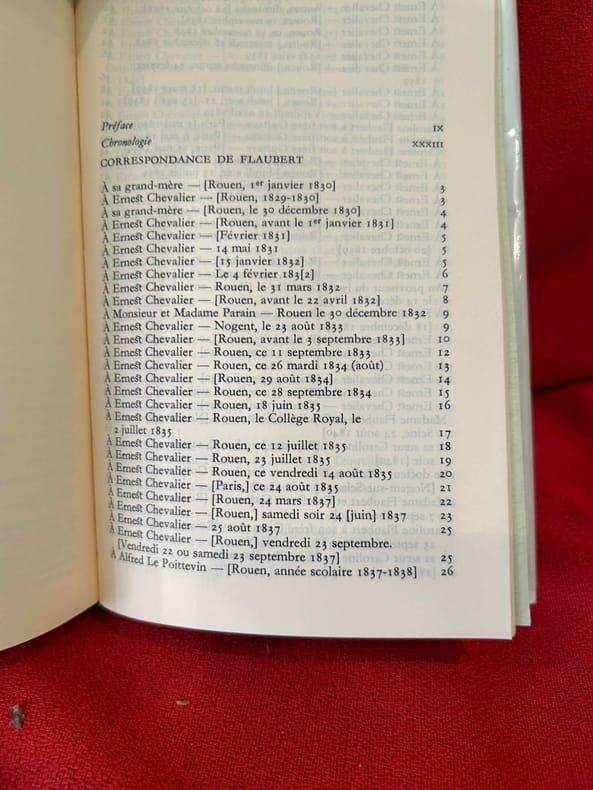 Préface IX
Chronologie XXXIII
CORRESPONDANCE DE FLAUBERT
À sa grand-mère — [Rouen, 1er janvier 1830] 3
À Ernest Chevalier — [Rouen, 1829-1830] 3
À sa grand-mère — [Rouen, le 30 décembre 1830] 4
À Ernest Chevalier — [Rouen, avant le 1er janvier 1831] 4
À Ernest Chevalier — [Février 1831] 5
À Ernest Chevalier — 14 mai 1831 5
À Ernest Chevalier — [15 janvier 1832] 5
À Ernest Chevalier — Le 4 février 183[2] 6
À Ernest Chevalier — Rouen, le 31 mars 1832 7
À Ernest Chevalier — [Rouen, avant le 22 avril 1832] 8
À Monsieur et Madame Parain — Rouen le 30 décembre 1832 9
À Ernest Chevalier — Nogent, le 23 août 1833 9
À Ernest Chevalier — [Rouen, avant le 3 septembre 1833] 10
À Ernest Chevalier — Rouen, ce 11 septembre 1833 12
À Ernest Chevalier — Rouen, ce 26 mardi 1834 (août) 13
À Ernest Chevalier — [Rouen, 29 août 1834] 14
À Ernest Chevalier — Rouen, ce 28 septembre 1834 15
À Ernest Chevalier — Rouen, 18 juin 1835 16
À Ernest Chevalier — Rouen, le Collège Royal, le
2 juillet 1835 17
À Ernest Chevalier — Rouen, ce 12 juillet 1835 18
À Ernest Chevalier — Rouen, 23 juillet 1835 19
À Ernest Chevalier — Rouen, ce vendredi 14 août 1835 20
À Ernest Chevalier — [Paris,] ce 24 août 1835 21
À Ernest Chevalier — [Rouen, 24 mars 1837] 22
À Ernest Chevalier — [Rouen,] samedi soir 24 [juin] 1837 23
À Ernest Chevalier — 25 août 1837 25
À Ernest Chevalier — [Rouen,] vendredi 23 septembre.
[Vendredi 22 ou samedi 23 septembre 1837] 25
À Alfred Le Poittevin — [Rouen, année scolaire 1837-1838] 26